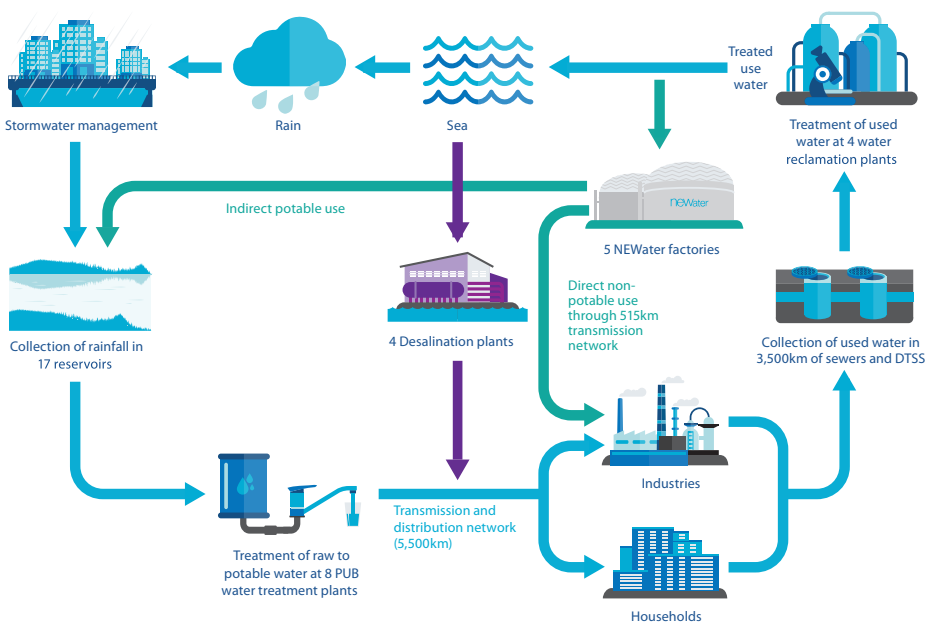 Stormwater management
Rain
Sea
Treated
use
water
Treatment of used
water at 4 water
reclamation plants
Indirect potable use
neWater
5 NEWater factories
Direct non-
potable use
through 515km
transmission
network
Collection of rainfall in
17 reservoirs
4 Desalination plants
Collection of used water in
3,500km of sewers and DTSS
Industries
Transmission and
distribution network
(5,500km)
Treatment of raw to
potable water at 8 PUB
water treatment plants
Households